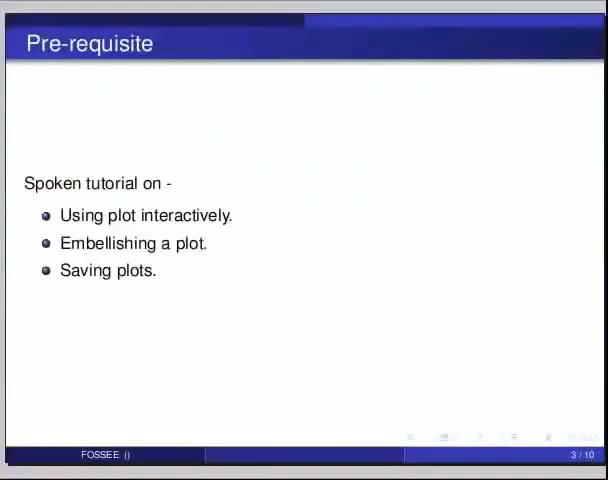 Pre-requisite
Spoken tutorial on -
Using plot interactively.
Embellishing a plot.
Saving plots.
FOSSEE ()
3 / 10